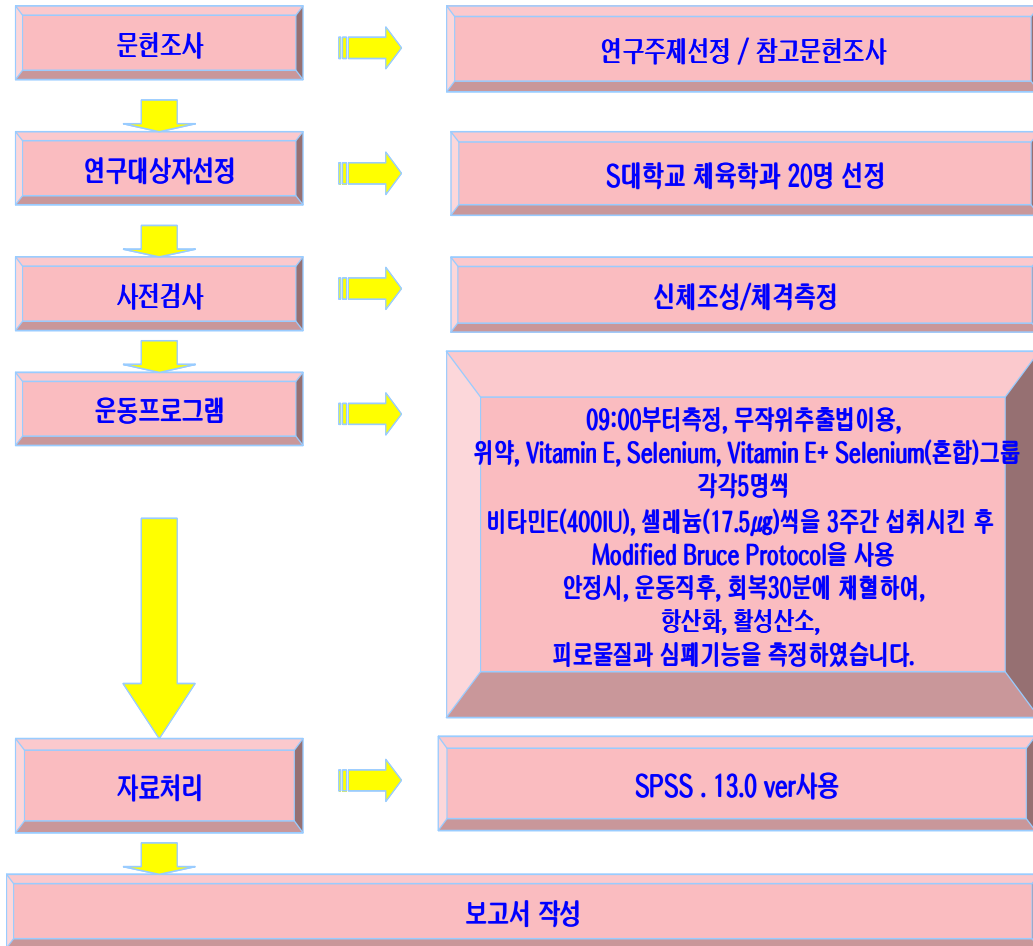 문헌조사
연구주제선정 / 참고문헌조사
연구대상자선정
S대학교 체육학과 20명 선정
사전검사
신체조성/체격측정
운동프로그램
09:00부터측정, 무작위추출법이용,
위약, Vitamin E, Selenium, Vitamin E+ Selenium(혼합)그룹
각각5명씩
비타민E(400IU), 셀레늄(17.5㎍)씩을 3주간 섭취시킨 후
Modified Bruce Protocol을 사용
안정시, 운동직후, 회복30분에 채혈하여,
항산화, 활성산소,
피로물질과 심폐기능을 측정하였습니다.
자료처리
SPSS . 13.0 ver사용
보고서 작성